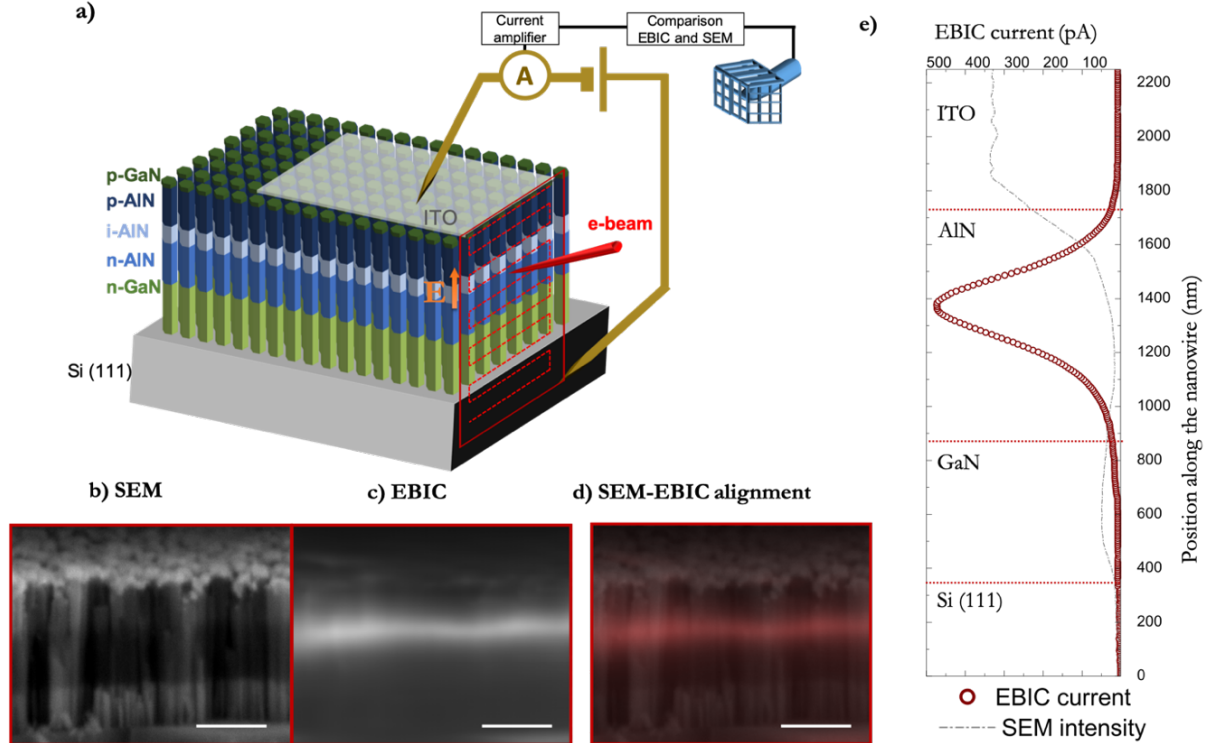 a)
Current
amplifier
Comparison
EBIC and SEM
A
p-GaN
p-AlN
i-AlN
n-AlN
n-GaN
ITO
e-beam
E
Si (111)
b) SEM
c) EBIC
d) SEM-EBIC alignment
e)
EBIC current (pA)
500 400 300 200 100
ITO
AlN
GaN
Si (111)
2200
2000
1800
1600
1400
1200
1000
800
600
400
200
0
Position along the nanowire (nm)
EBIC current
SEM intensity